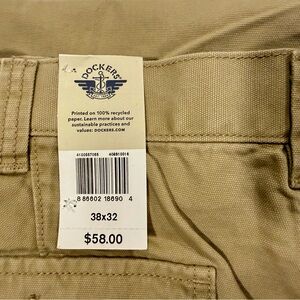 DOCKERS
Printed on 100% recycled
paper. Learn more about our
sustainable practices and
values: DOCKERS.COM
8 86602 18690 4
38x32
$58.00